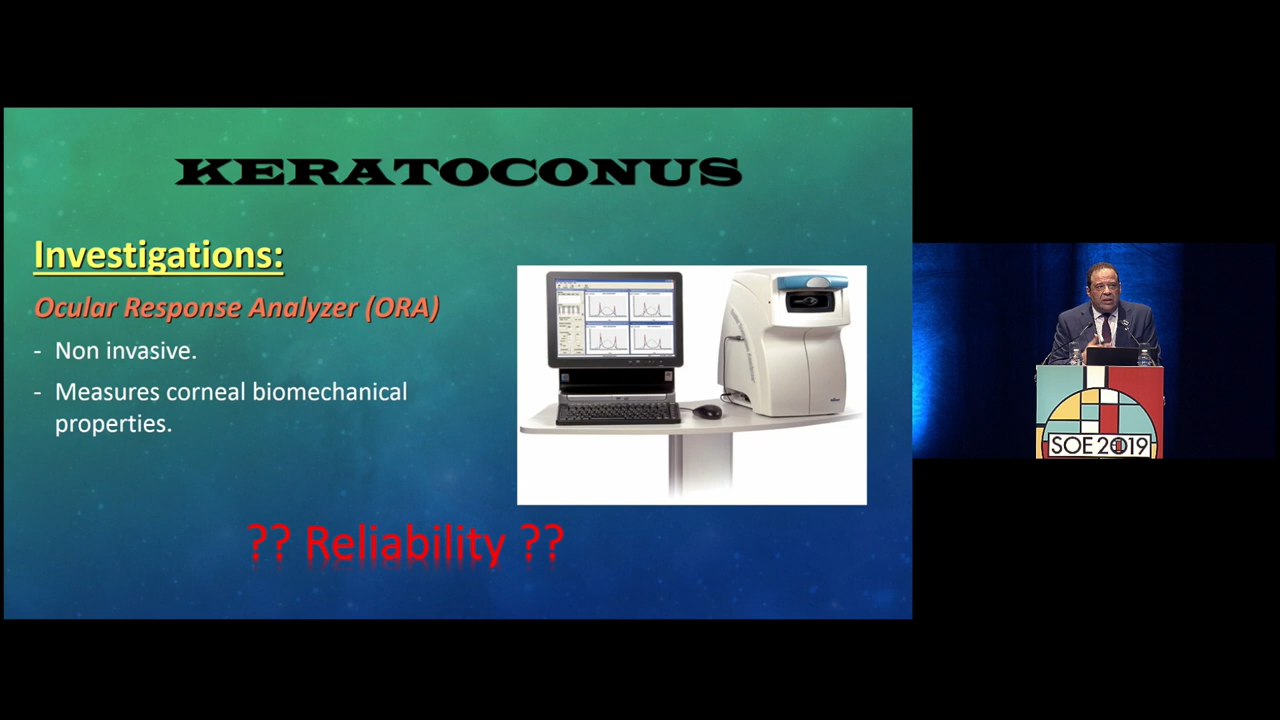 KERATOCONUS
Investigations:
Ocular Response Analyzer (ORA)
- Non invasive.
- Measures corneal biomechanical
properties.
?? Reliability ??
SOE 2019